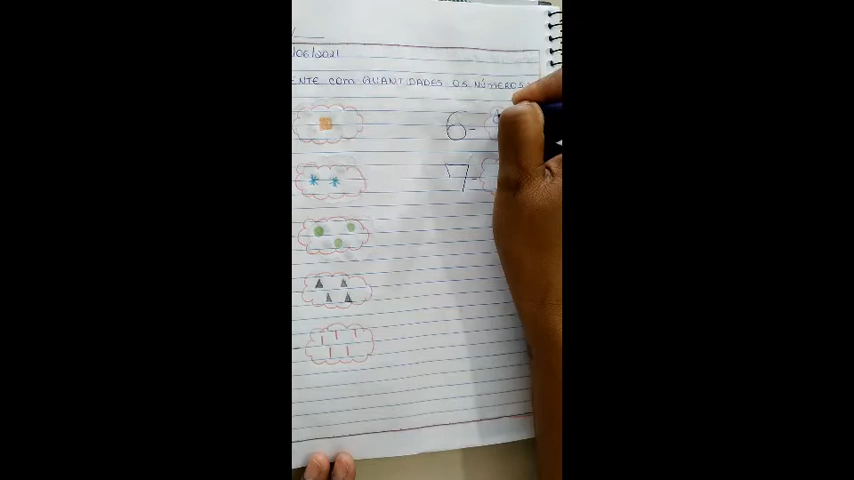 /06/2021
ENTE COM QUANTIDADES OS NÚMEROS:
6-
7-